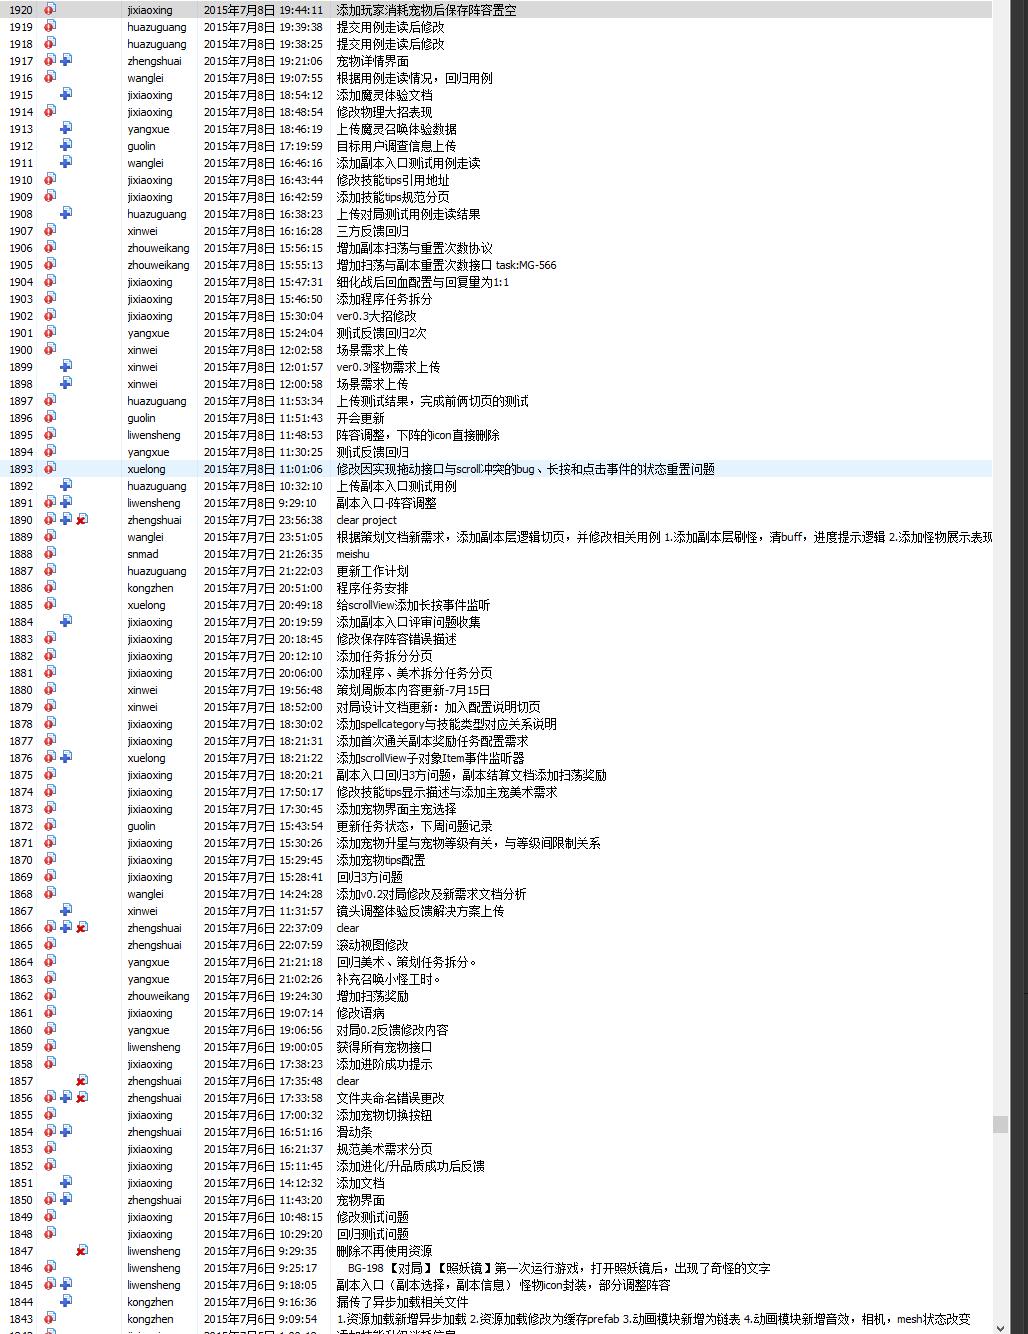 1920 jixiaoxing 2015年7月8日 19:44:11 添加玩家消耗宠物后保存阵容置空
1919 huazuguang 2015年7月8日 19:39:38 提交用例走读后修改
1918 huazuguang 2015年7月8日 19:38:25 提交用例走读后修改
1917 zhengshuai 2015年7月8日 19:21:06 宠物详情界面
1916 wanglei 2015年7月8日 19:07:55 根据用例走读情况，回归用例
1915 jixiaoxing 2015年7月8日 18:54:12 添加魔灵体验文档
1914 jixiaoxing 2015年7月8日 18:48:54 修改物理大招表现
1913 yangxue 2015年7月8日 18:46:19 上传魔灵召唤体验数据
1912 guolin 2015年7月8日 17:19:59 目标用户调查信息上传
1911 wanglei 2015年7月8日 16:46:16 添加副本入口测试用例走读
1910 jixiaoxing 2015年7月8日 16:43:44 修改技能tips引用地址
1909 jixiaoxing 2015年7月8日 16:42:59 添加技能tips规范分页
1908 huazuguang 2015年7月8日 16:38:23 上传对局测试用例走读结果
1907 xinwei 2015年7月8日 16:16:28 三方反馈回归
1906 zhouweikang 2015年7月8日 15:56:15 增加副本扫荡与重置次数协议
1905 zhouweikang 2015年7月8日 15:55:13 增加扫荡与副本重置次数接口 task:MG-566
1904 jixiaoxing 2015年7月8日 15:47:31 细化战后回血配置与回复量为1:1
1903 jixiaoxing 2015年7月8日 15:46:50 添加程序任务拆分
1902 jixiaoxing 2015年7月8日 15:30:04 ver0.3大招修改
1901 yangxue 2015年7月8日 15:24:04 测试反馈回归2次
1900 xinwei 2015年7月8日 12:02:58 场景需求上传
1899 xinwei 2015年7月8日 12:01:57 ver0.3怪物需求上传
1898 xinwei 2015年7月8日 12:00:58 场景需求上传
1897 huazuguang 2015年7月8日 11:53:34 上传测试结果，完成前俩切页的测试
1896 guolin 2015年7月8日 11:51:43 开会更新
1895 liwensheng 2015年7月8日 11:48:53 阵容调整，下阵的icon直接删除
1894 yangxue 2015年7月8日 11:30:25 测试反馈回归
1893 xuelong 2015年7月8日 11:01:06 修改因实现拖动接口与scroll冲突的bug、长按和点击事件的状态重置问题
1892 huazuguang 2015年7月8日 10:32:10 上传副本入口测试用例
1891 liwensheng 2015年7月8日 9:29:10 副本入口-阵容调整
1890 zhengshuai 2015年7月7日 23:56:38 clear project
1889 wanglei 2015年7月7日 23:51:05 根据策划文档新需求，添加副本层逻辑切页，并修改相关用例 1.添加副本层刷怪，清buff，进度提示逻辑 2.添加怪物展示表现
1888 snmad 2015年7月7日 21:26:35 meishu
1887 huazuguang 2015年7月7日 21:22:03 更新工作计划
1886 kongzhen 2015年7月7日 20:51:00 程序任务安排
1885 xuelong 2015年7月7日 20:49:18 给scrollView添加长按事件监听
1884 jixiaoxing 2015年7月7日 20:19:59 添加副本入口评审问题收集
1883 jixiaoxing 2015年7月7日 20:18:45 修改保存阵容错误描述
1882 jixiaoxing 2015年7月7日 20:12:10 添加任务拆分分页
1881 jixiaoxing 2015年7月7日 20:06:00 添加程序、美术拆分任务分页
1880 xinwei 2015年7月7日 19:56:48 策划周版本内容更新-7月15日
1879 xinwei 2015年7月7日 18:52:00 对局设计文档更新：加入配置说明切页
1878 jixiaoxing 2015年7月7日 18:30:02 添加spellcategory与技能类型对应关系说明
1877 jixiaoxing 2015年7月7日 18:21:31 添加首次通关副本奖励任务配置需求
1876 xuelong 2015年7月7日 18:21:22 添加scrollView子对象Item事件监听器
1875 jixiaoxing 2015年7月7日 18:20:21 副本入口回归3方问题，副本结算文档添加扫荡奖励
1874 jixiaoxing 2015年7月7日 17:50:17 修改技能tips显示描述与添加主宠美术需求
1873 jixiaoxing 2015年7月7日 17:30:45 添加宠物界面主宠选择
1872 guolin 2015年7月7日 15:43:54 更新任务状态，下周问题记录
1871 jixiaoxing 2015年7月7日 15:30:26 添加宠物升星与宠物等级有关，与等级间限制关系
1870 jixiaoxing 2015年7月7日 15:29:45 添加宠物tips配置
1869 jixiaoxing 2015年7月7日 15:28:41 回归3方问题
1868 wanglei 2015年7月7日 14:24:28 添加v0.2对局修改及新需求文档分析
1867 xinwei 2015年7月7日 11:31:57 镜头调整体验反馈解决方案上传
1866 zhengshuai 2015年7月6日 22:37:09 clear
1865 zhengshuai 2015年7月6日 22:07:59 滚动视图修改
1864 yangxue 2015年7月6日 21:21:18 回归美术、策划任务拆分。
1863 yangxue 2015年7月6日 21:02:26 补充召唤小怪工时。
1862 zhouweikang 2015年7月6日 19:24:30 增加扫荡奖励
1861 jixiaoxing 2015年7月6日 19:07:14 修改语病
1860 yangxue 2015年7月6日 19:06:56 对局0.2反馈修改内容
1859 liwensheng 2015年7月6日 19:00:05 获得所有宠物接口
1858 jixiaoxing 2015年7月6日 17:38:23 添加进阶成功提示
1857 zhengshuai 2015年7月6日 17:35:48 clear
1856 zhengshuai 2015年7月6日 17:33:58 文件夹命名错误更改
1855 jixiaoxing 2015年7月6日 17:00:32 添加宠物切换按钮
1854 zhengshuai 2015年7月6日 16:51:16 滑动条
1853 jixiaoxing 2015年7月6日 16:21:37 规范美术需求分页
1852 jixiaoxing 2015年7月6日 15:11:45 添加进化/升品质成功后反馈
1851 jixiaoxing 2015年7月6日 14:12:32 添加文档
1850 zhengshuai 2015年7月6日 11:43:20 宠物界面
1849 jixiaoxing 2015年7月6日 10:48:15 修改测试问题
1848 jixiaoxing 2015年7月6日 10:29:20 回归测试问题
1847 liwensheng 2015年7月6日 9:29:35 删除不再使用资源
1846 liwensheng 2015年7月6日 9:25:17 BG-198 【对局】【照妖镜】第一次运行游戏，打开照妖镜后，出现了奇怪的文字
1845 liwensheng 2015年7月6日 9:18:05 副本入口（副本选择，副本信息） 怪物icon封装，部分调整阵容
1844 kongzhen 2015年7月6日 9:16:36 漏传了异步加载相关文件
1843 kongzhen 2015年7月6日 9:09:54 1.资源加载新增异步加载 2.资源加载修改为缓存prefab 3.动画模块新增为链表 4.动画模块新增音效，相机，mesh状态改变